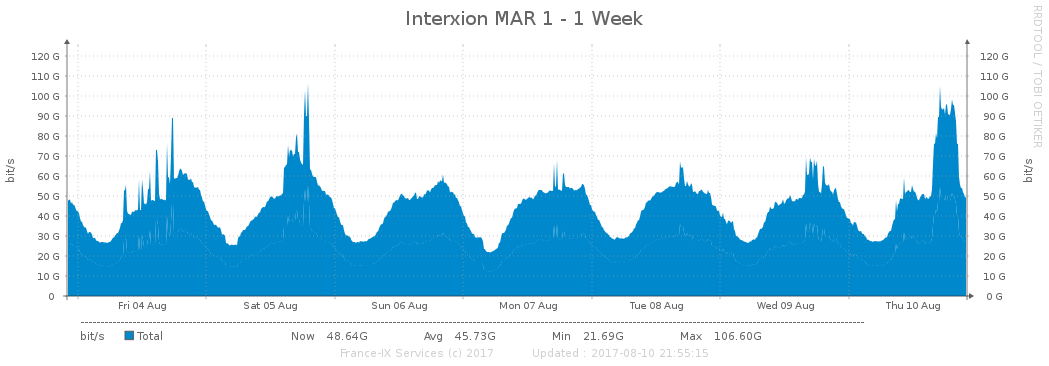 Interxion MAR 1 - 1 Week
RRDTOOL / TOBI OETIKER
bit/s
bit/s
120 G 120 G
110 G 110 G
100 G 100 G
90 G 90 G
80 G 80 G
70 G 70 G
60 G 60 G
50 G 50 G
40 G 40 G
30 G 30 G
20 G 20 G
10 G 10 G
0 0 G
Fri 04 Aug Sat 05 Aug Sun 06 Aug Mon 07 Aug Tue 08 Aug Wed 09 Aug Thu 10 Aug
bit/s Total Now 48.64G Avg 45.73G Min 21.69G Max 106.60G
France-IX Services (c) 2017 Updated : 2017-08-10 21:55:15